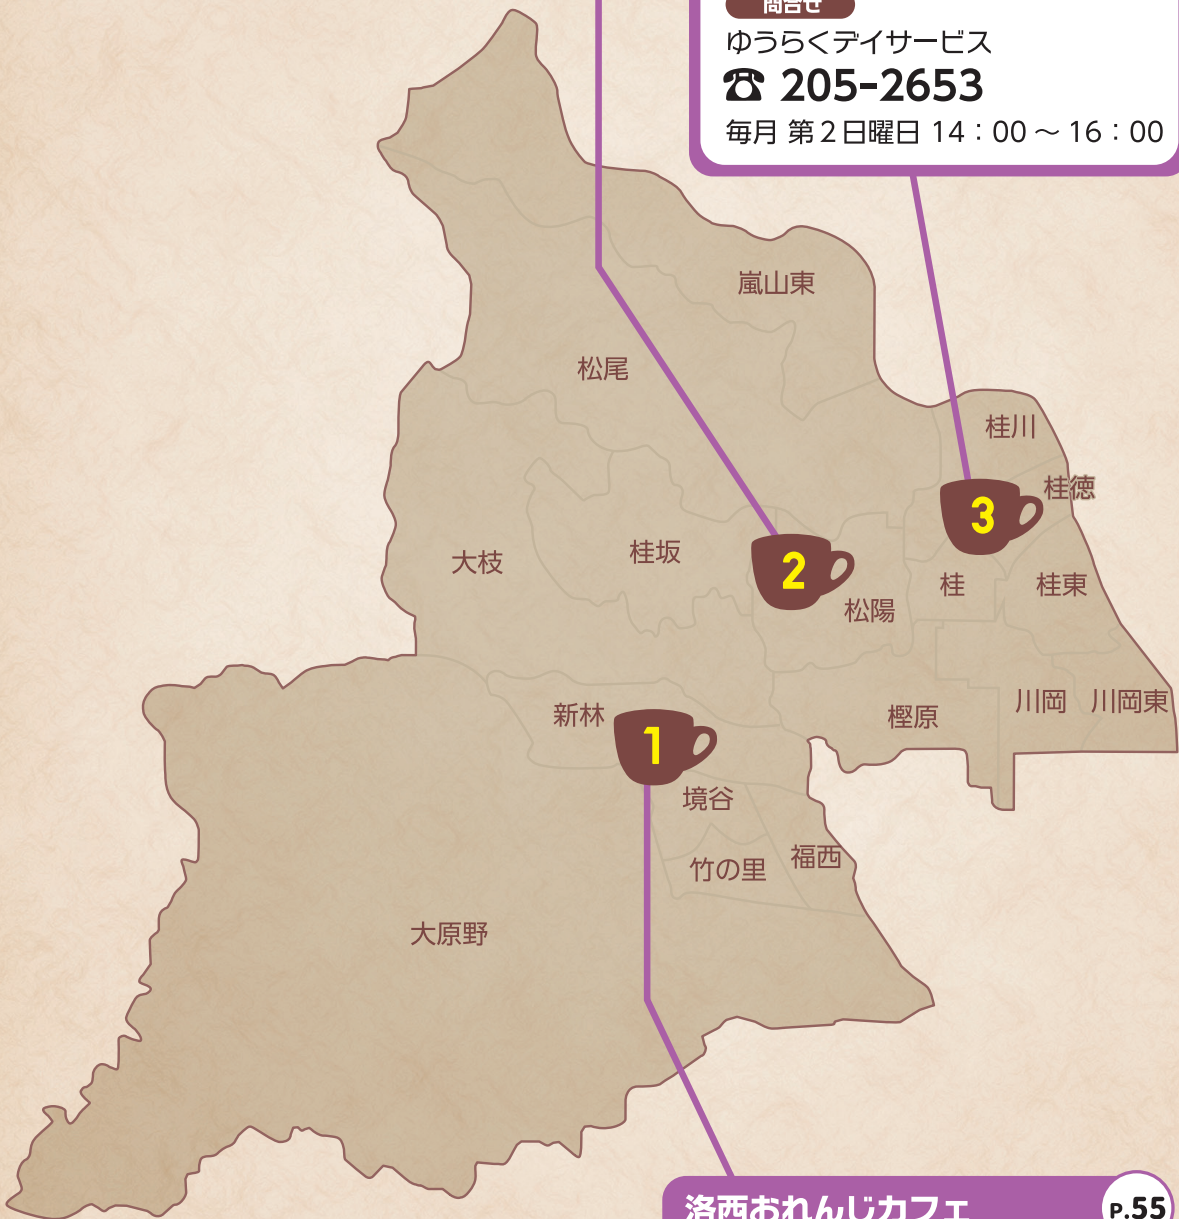 問合せ
ゆうらくデイサービス
☎ 205-2653
毎月 第2日曜日 14：00～16：00
嵐山東
松尾
桂川
桂徳
3
大枝
桂坂
2
松陽
桂
桂東
新林
1
樫原
川岡
川岡東
境谷
竹の里
福西
大原野
洛西おれんじカフェ
P.55